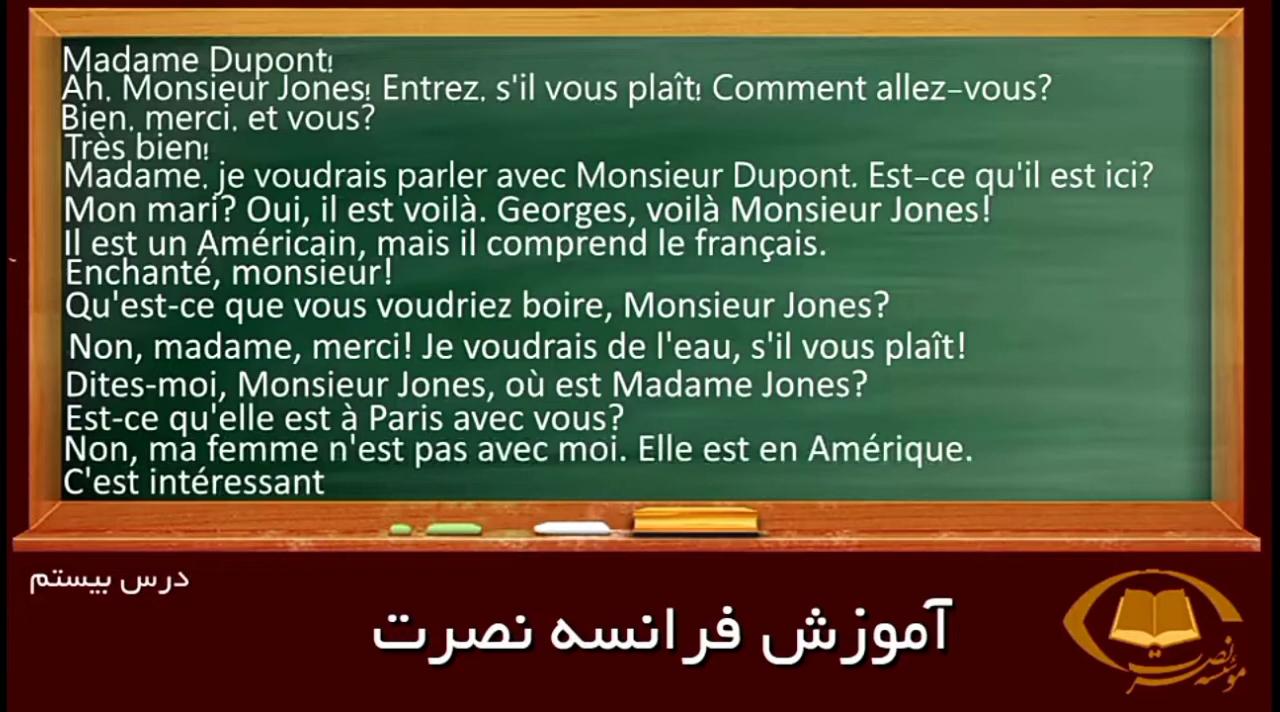 Madame Dupont!
Ah, Monsieur Jones! Entrez, s'il vous plaît! Comment allez-vous?
Bien, merci, et vous?
Très bien!
Madame, je voudrais parler avec Monsieur Dupont. Est-ce qu'il est ici?
Mon mari? Oui, il est voilà. Georges, voilà Monsieur Jones!
Il est un Américain, mais il comprend le français.
Enchanté, monsieur!
Qu'est-ce que vous voudriez boire, Monsieur Jones?
Non, madame, merci! Je voudrais de l'eau, s'il vous plaît!
Dites-moi, Monsieur Jones, où est Madame Jones?
Est-ce qu'elle est à Paris avec vous?
Non, ma femme n'est pas avec moi. Elle est en Amérique.
C'est intéressant
درس بیستم
آموزش فرانسه نصرت
مؤسسه نصرت